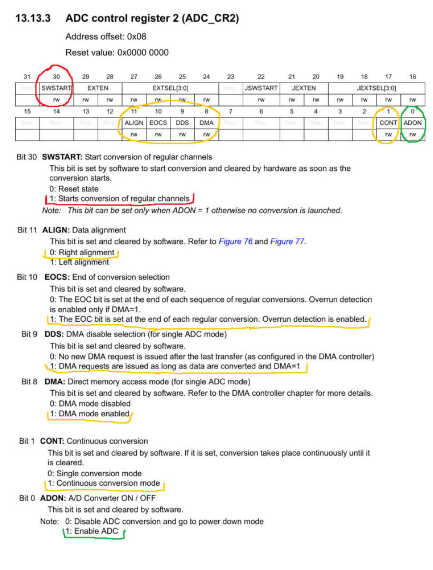 13.13.3 ADC control register 2 (ADC_CR2)
Address offset: 0x08
Reset value: 0x0000 0000
31 30 29 28 27 26 25 24 23 22 21 20 19 18 17 16
SWSTART EXTEN EXTSEL[3:0] JSWSTART JEXTEN JEXTSEL[3:0]
rw rw rw rw rw rw rw rw rw rw rw rw rw rw
15 14 13 12 11 10 9 8 7 6 5 4 3 2 1 0
ALIGN EOCS DDS DMA CONT ADON
rw rw rw rw rw rw
Bit 30 SWSTART: Start conversion of regular channels
This bit is set by software to start conversion and cleared by hardware as soon as the
conversion starts.
0: Reset state
1: Starts conversion of regular channels
Note: This bit can be set only when ADON = 1 otherwise no conversion is launched.
Bit 11 ALIGN: Data alignment
This bit is set and cleared by software. Refer to Figure 76 and Figure 77.
0: Right alignment
1: Left alignment
Bit 10 EOCS: End of conversion selection
This bit is set and cleared by software.
0: The EOC bit is set at the end of each sequence of regular conversions. Overrun detection
is enabled only if DMA=1.
1: The EOC bit is set at the end of each regular conversion. Overrun detection is enabled.
Bit 9 DDS: DMA disable selection (for single ADC mode)
This bit is set and cleared by software.
0: No new DMA request is issued after the last transfer (as configured in the DMA controller)
1: DMA requests are issued as long as data are converted and DMA=1
Bit 8 DMA: Direct memory access mode (for single ADC mode)
This bit is set and cleared by software. Refer to the DMA controller chapter for more details.
0: DMA mode disabled
1: DMA mode enabled
Bit 1 CONT: Continuous conversion
This bit is set and cleared by software. If it is set, conversion takes place continuously until it
is cleared.
0: Single conversion mode
1: Continuous conversion mode
Bit 0 ADON: A/D Converter ON / OFF
This bit is set and cleared by software.
Note: 0: Disable ADC conversion and go to power down mode
1: Enable ADC